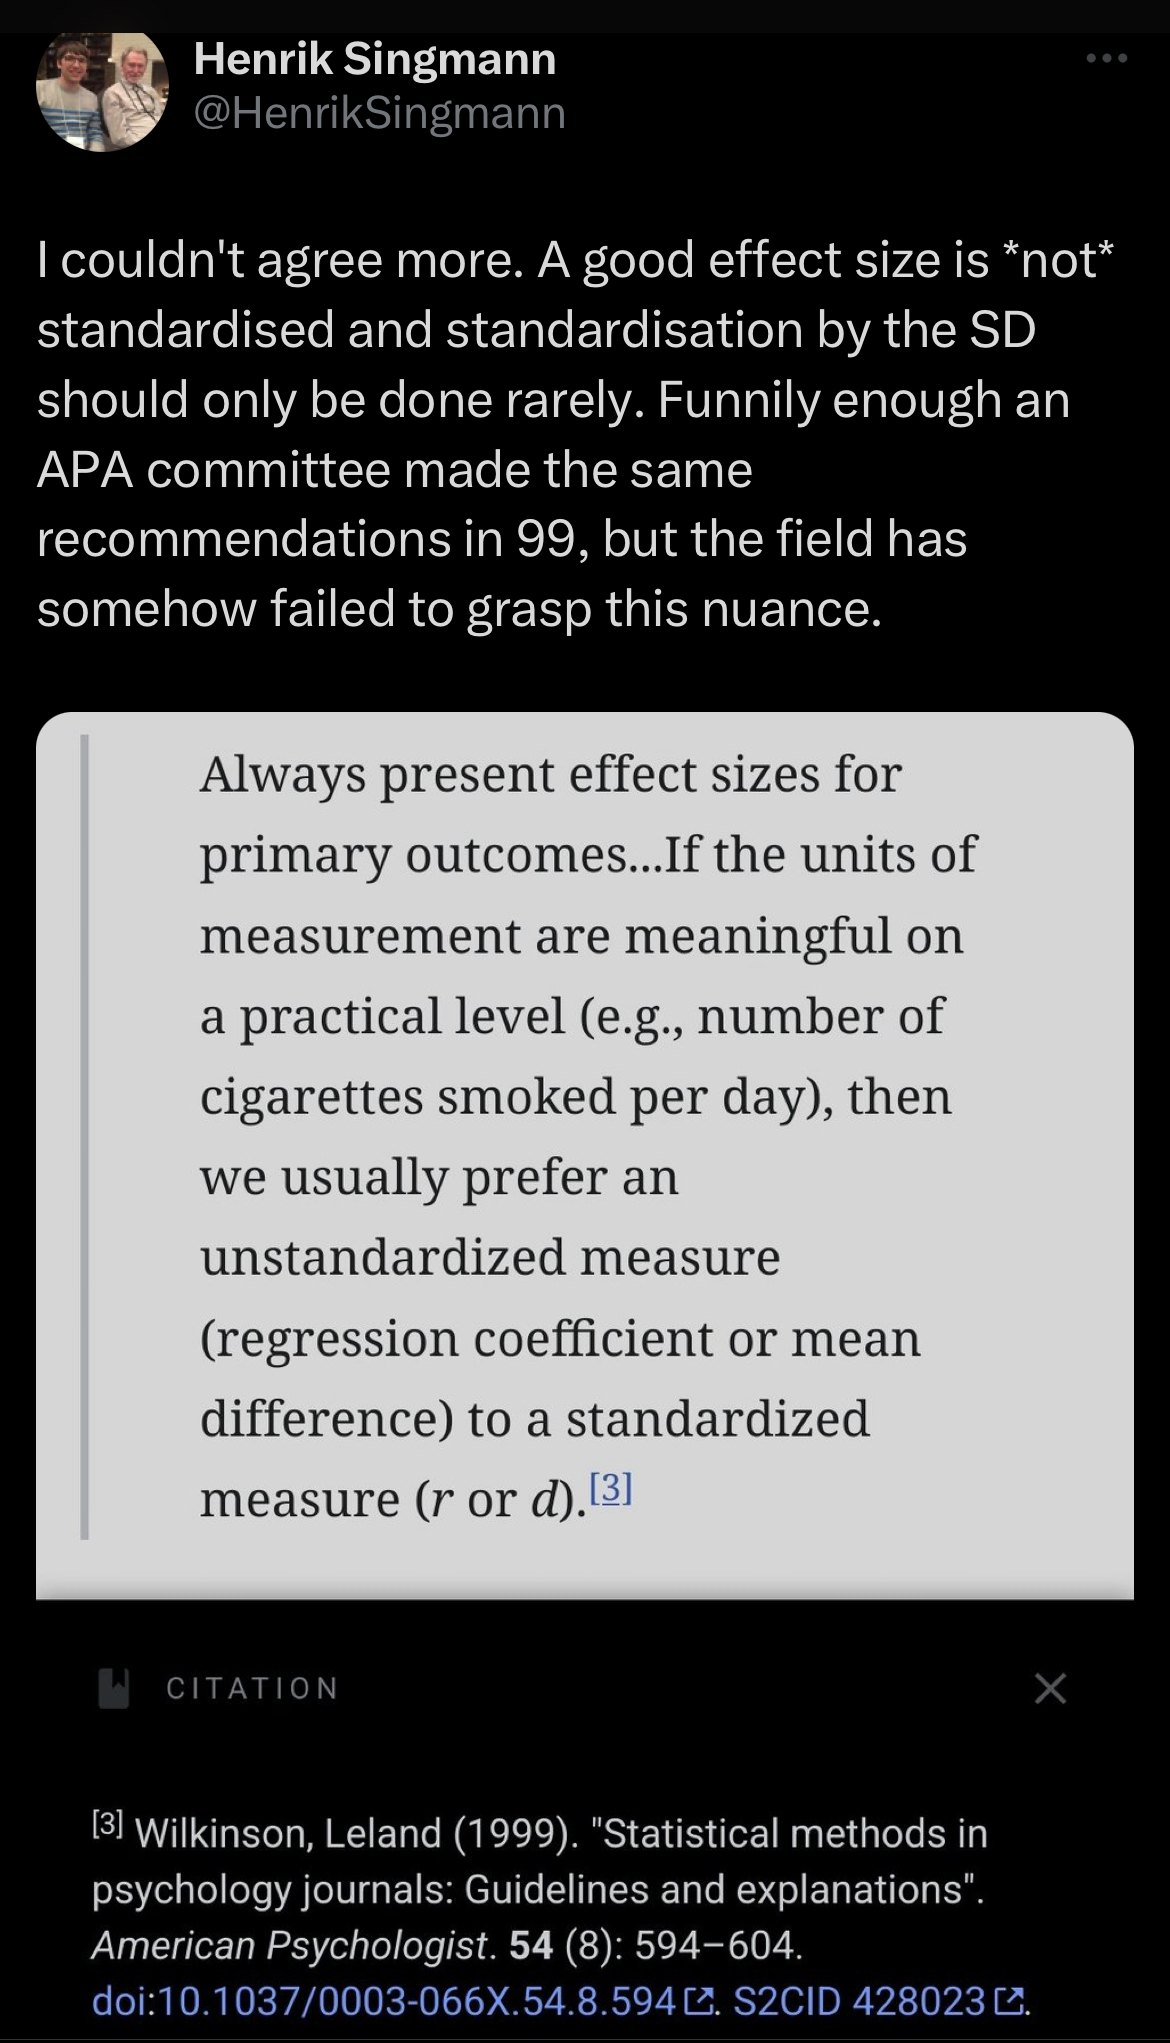 Henrik Singmann
@HenrikSingmann
I couldn't agree more. A good effect size is *not*
standardised and standardisation by the SD
should only be done rarely. Funnily enough an
APA committee made the same
recommendations in 99, but the field has
somehow failed to grasp this nuance.
Always present effect sizes for
primary outcomes...If the units of
measurement are meaningful on
a practical level (e.g., number of
cigarettes smoked per day), then
we usually prefer an
unstandardized measure
(regression coefficient or mean
difference) to a standardized
measure (r or d).[3]
CITATION
[3] Wilkinson, Leland (1999). "Statistical methods in
psychology journals: Guidelines and explanations".
American Psychologist. 54 (8): 594–604.
doi:10.1037/0003-066X.54.8.594. S2CID 428023.